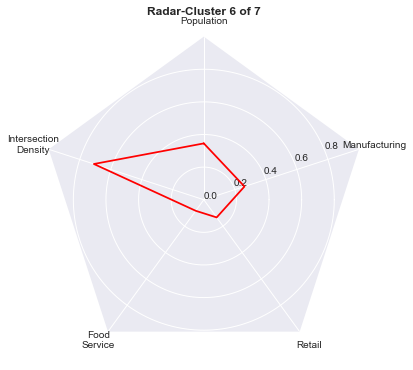 Radar-Cluster 6 of 7
Population
Intersection
Density
Manufacturing
0.8
0.6
0.4
0.2
0.0
Food
Service
Retail